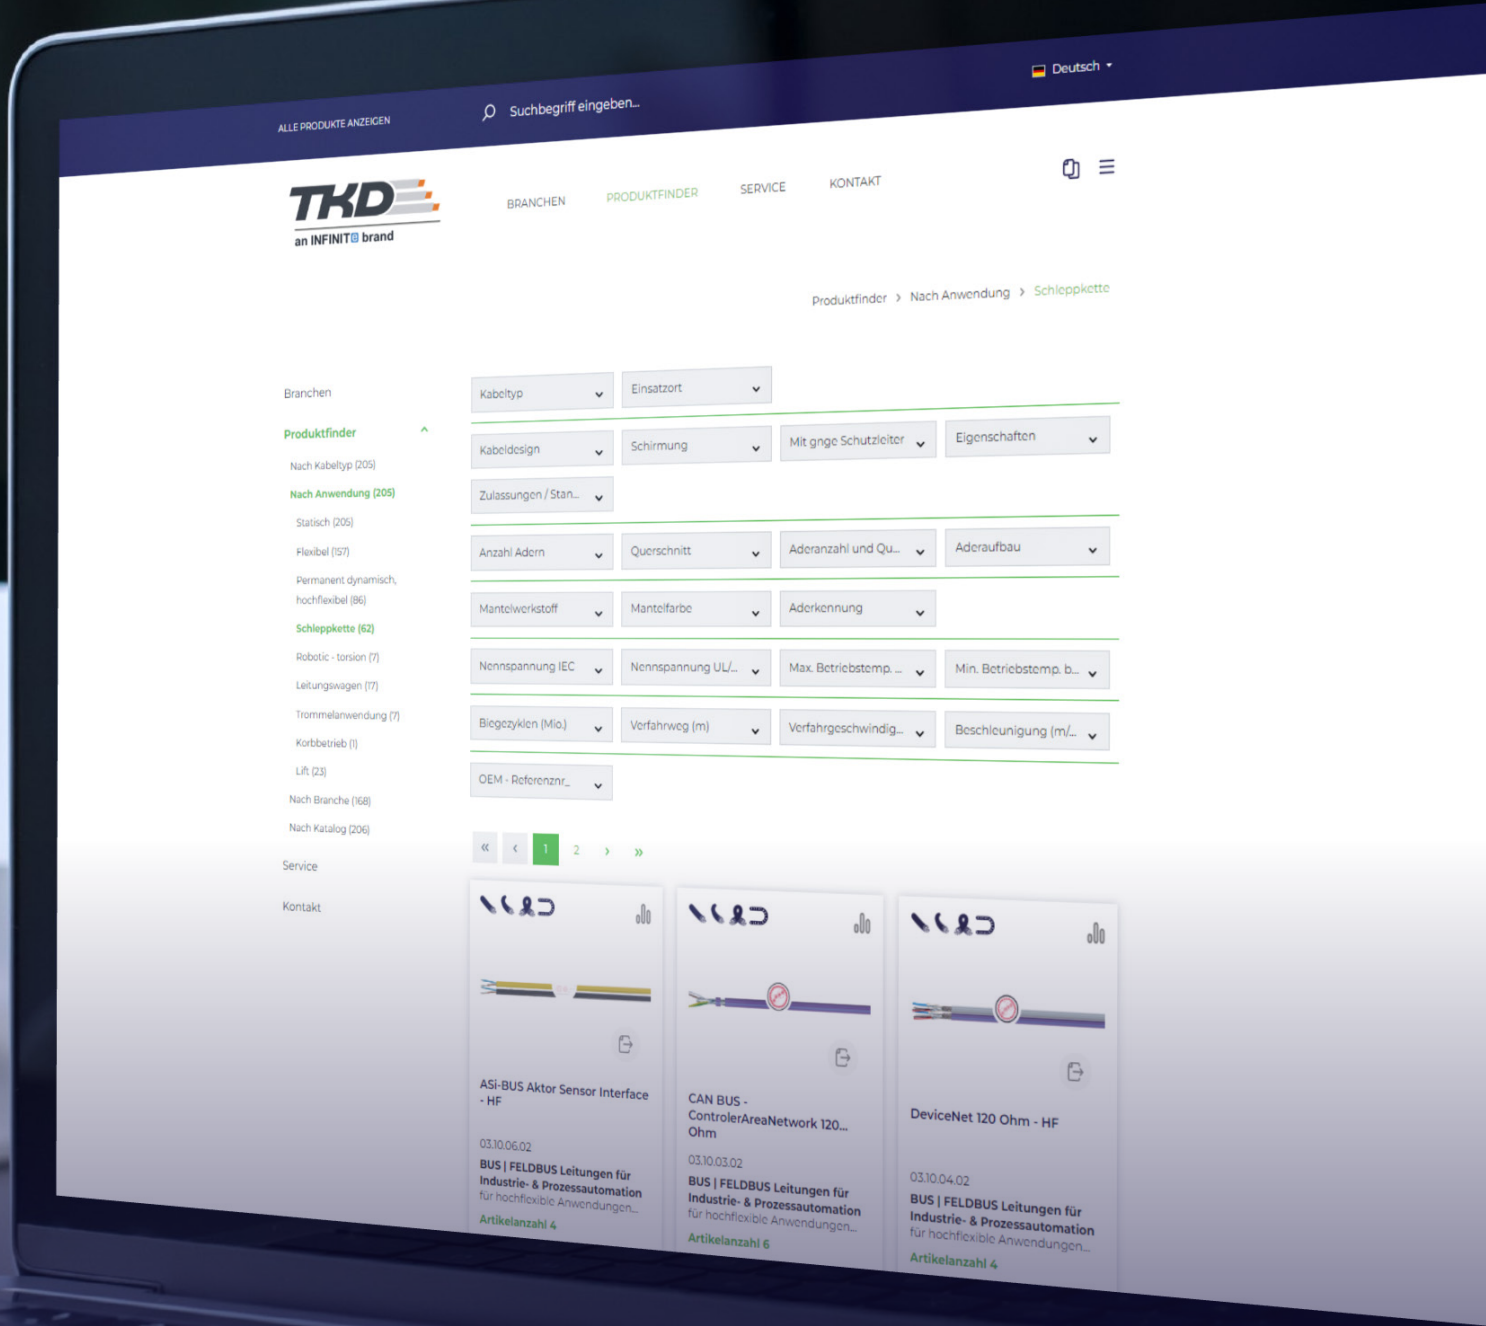 ALLE PRODUKTE ANZEIGEN
Suchbegriff eingeben...
Deutsch
TKD
an INFINITE brand
BRANCHEN
PRODUKTFINDER
SERVICE
KONTAKT
Produktfinder > Nach Anwendung > Schleppkette
Branchen
Produktfinder
Nach Kabeltyp (205)
Nach Anwendung (205)
Statisch (205)
Flexibel (157)
Permanent dynamisch,
hochflexibel (86)
Schleppkette (62)
Robotic - torsion (7)
Leitungswagen (17)
Trommelanwendung (7)
Korbbetrieb (1)
Lift (23)
Nach Branche (168)
Nach Katalog (206)
Service
Kontakt
Kabeltyp
Einsatzort
Kabeldesign
Schirmung
Mit gnge Schutzleiter
Eigenschaften
Zulassungen / Stan...
Anzahl Adern
Querschnitt
Aderanzahl und Qu...
Aderaufbau
Mantelwerkstoff
Mantelfarbe
Aderkennung
Nennspannung IEC
Nennspannung UL/...
Max. Betriebstemp. ...
Min. Betriebstemp. b...
Biegezyklen (Mio.)
Verfahrweg (m)
Verfahrgeschwindig...
Beschleunigung (m/...
OEM - Referenznr...
« ‹ 1 2 › »
ASi-BUS Aktor Sensor Interface
- HF
03.10.06.02
BUS | FELDBUS Leitungen für
Industrie- & Prozessautomation
für hochflexible Anwendungen...
Artikelanzahl 4
CAN BUS -
ControlerAreaNetwork 120...
Ohm
03.10.03.02
BUS | FELDBUS Leitungen für
Industrie- & Prozessautomation
für hochflexible Anwendungen...
Artikelanzahl 6
DeviceNet 120 Ohm - HF
03.10.04.02
BUS | FELDBUS Leitungen für
Industrie- & Prozessautomation
für hochflexible Anwendungen...
Artikelanzahl 4